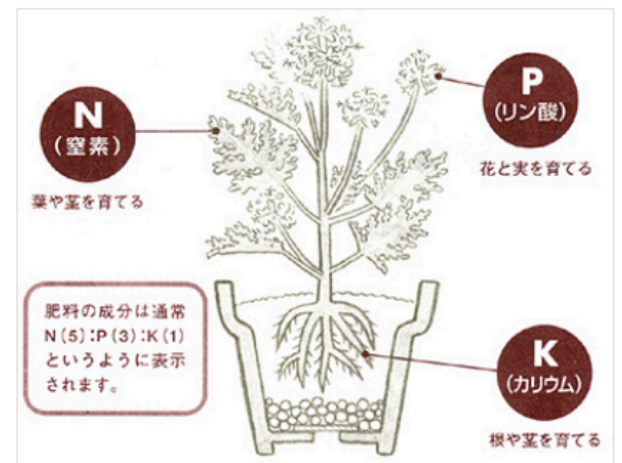 N
(窒素)
葉や茎を育てる
P
(リン酸)
花と実を育てる
肥料の成分は通常
N(5):P(3):K(1)
というように表示
されます。
K
(カリウム)
根や茎を育てる